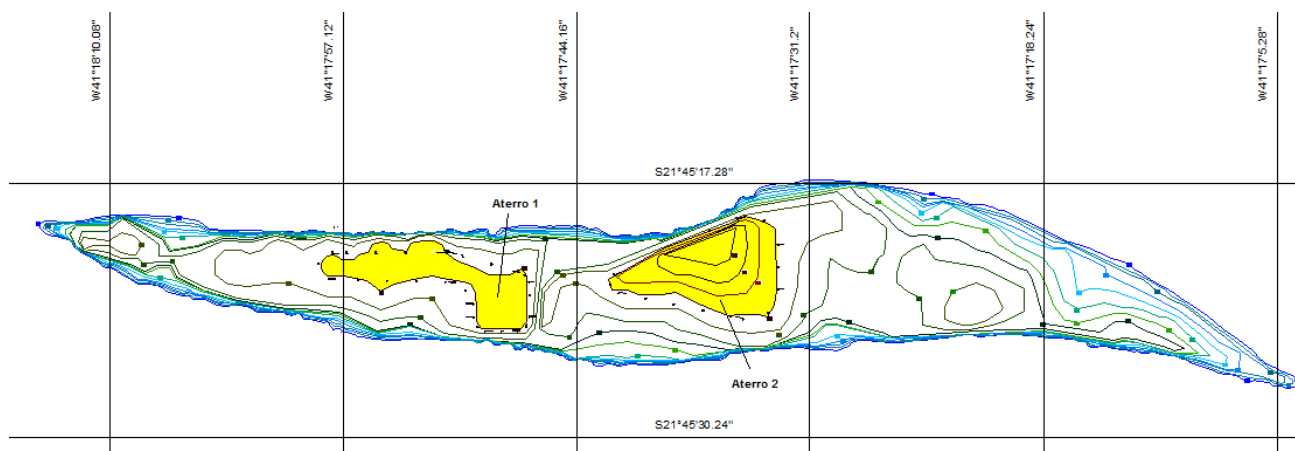 W41°18'10.08"
W41°17'57.12"
W41°17'44.16"
W41°17'31.2"
W41°17'18.24"
W41°17'5.28"
S21°45'17.28"
Aterro 1
Aterro 2
S21°45'30.24"